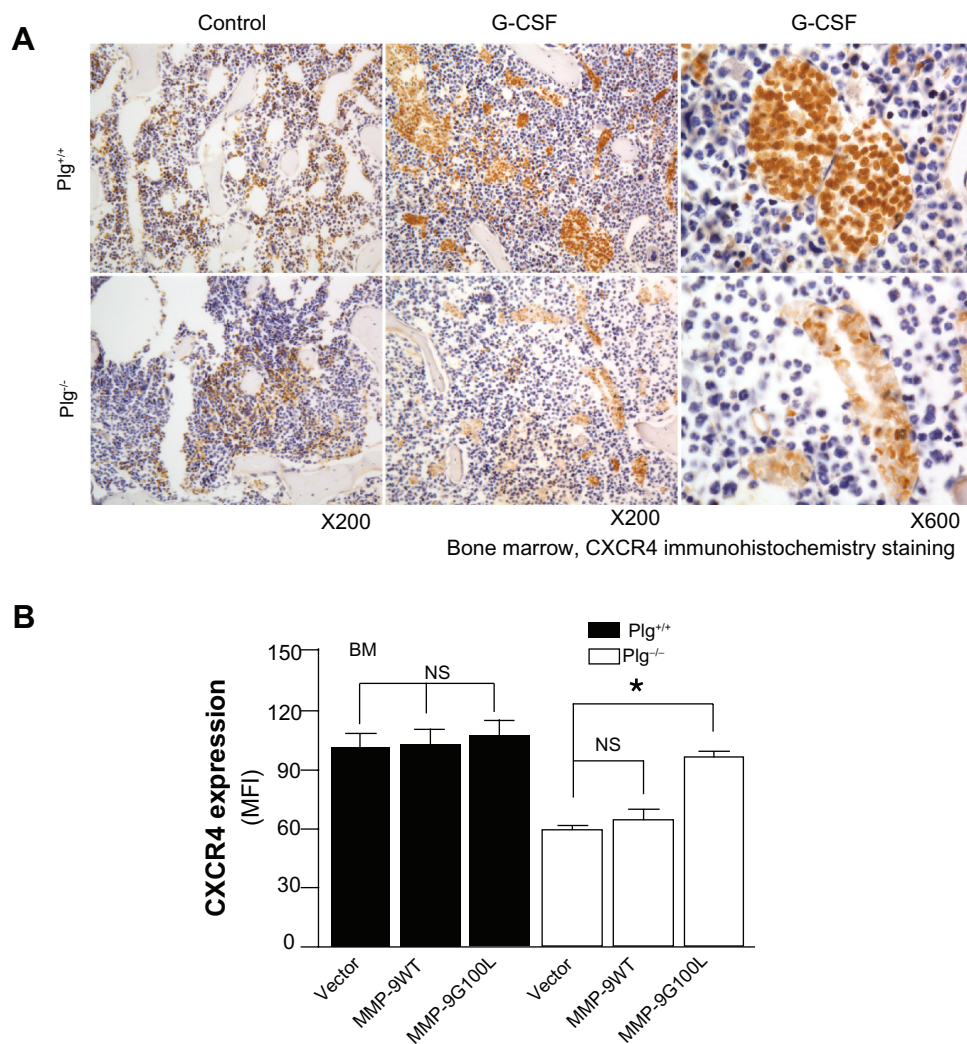 A
Control
G-CSF
G-CSF
Plg+/+
Plg-/-
X200
X200
X600
Bone marrow, CXCR4 immunohistochemistry staining
B
Plg+/+
Plg–/–
150
BM
NS
*
120
NS
90
60
30
0
CXCR4 expression
(MFI)
Vector
MMP-9WT
MMP-9G100L
Vector
MMP-9WT
MMP-9G100L